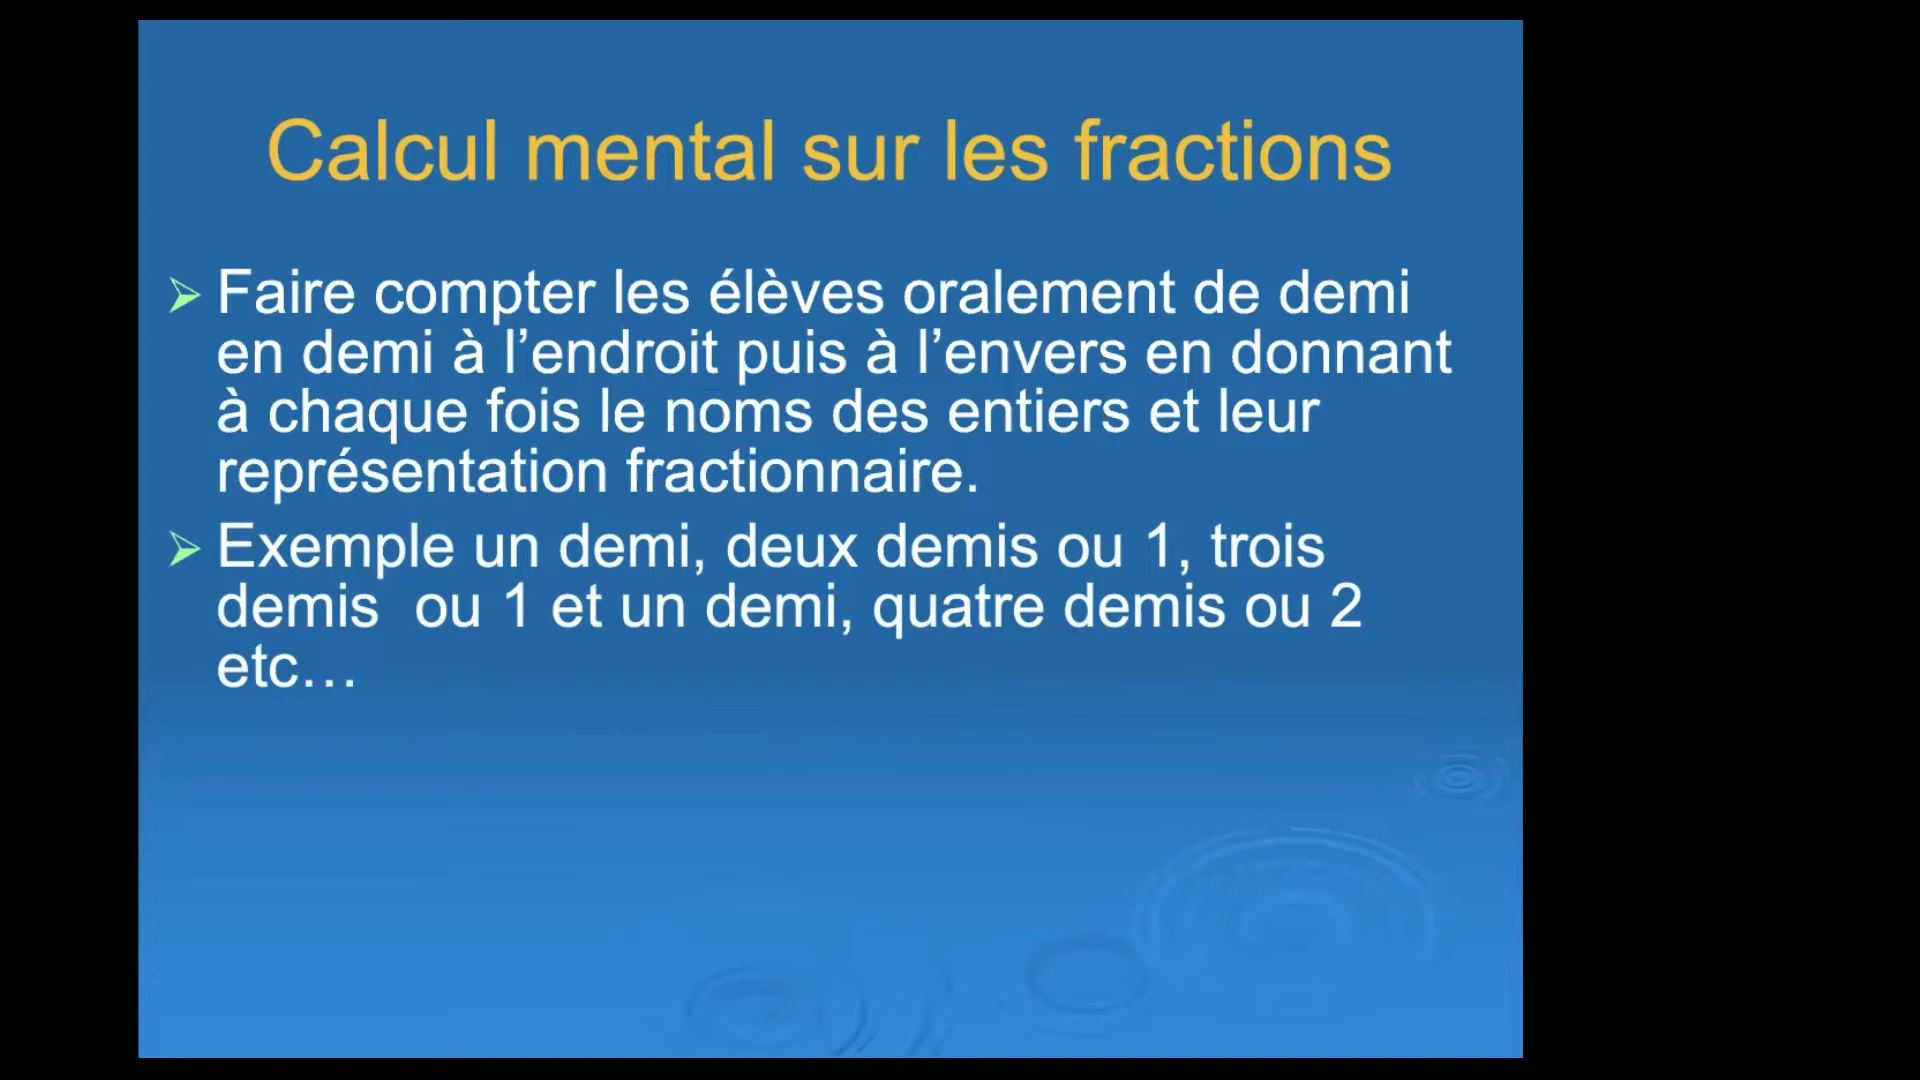 Calcul mental sur les fractions
Faire compter les élèves oralement de demi
en demi à l’endroit puis à l’envers en donnant
à chaque fois le noms des entiers et leur
représentation fractionnaire.
Exemple un demi, deux demis ou 1, trois
demis  ou 1 et un demi, quatre demis ou 2
etc…